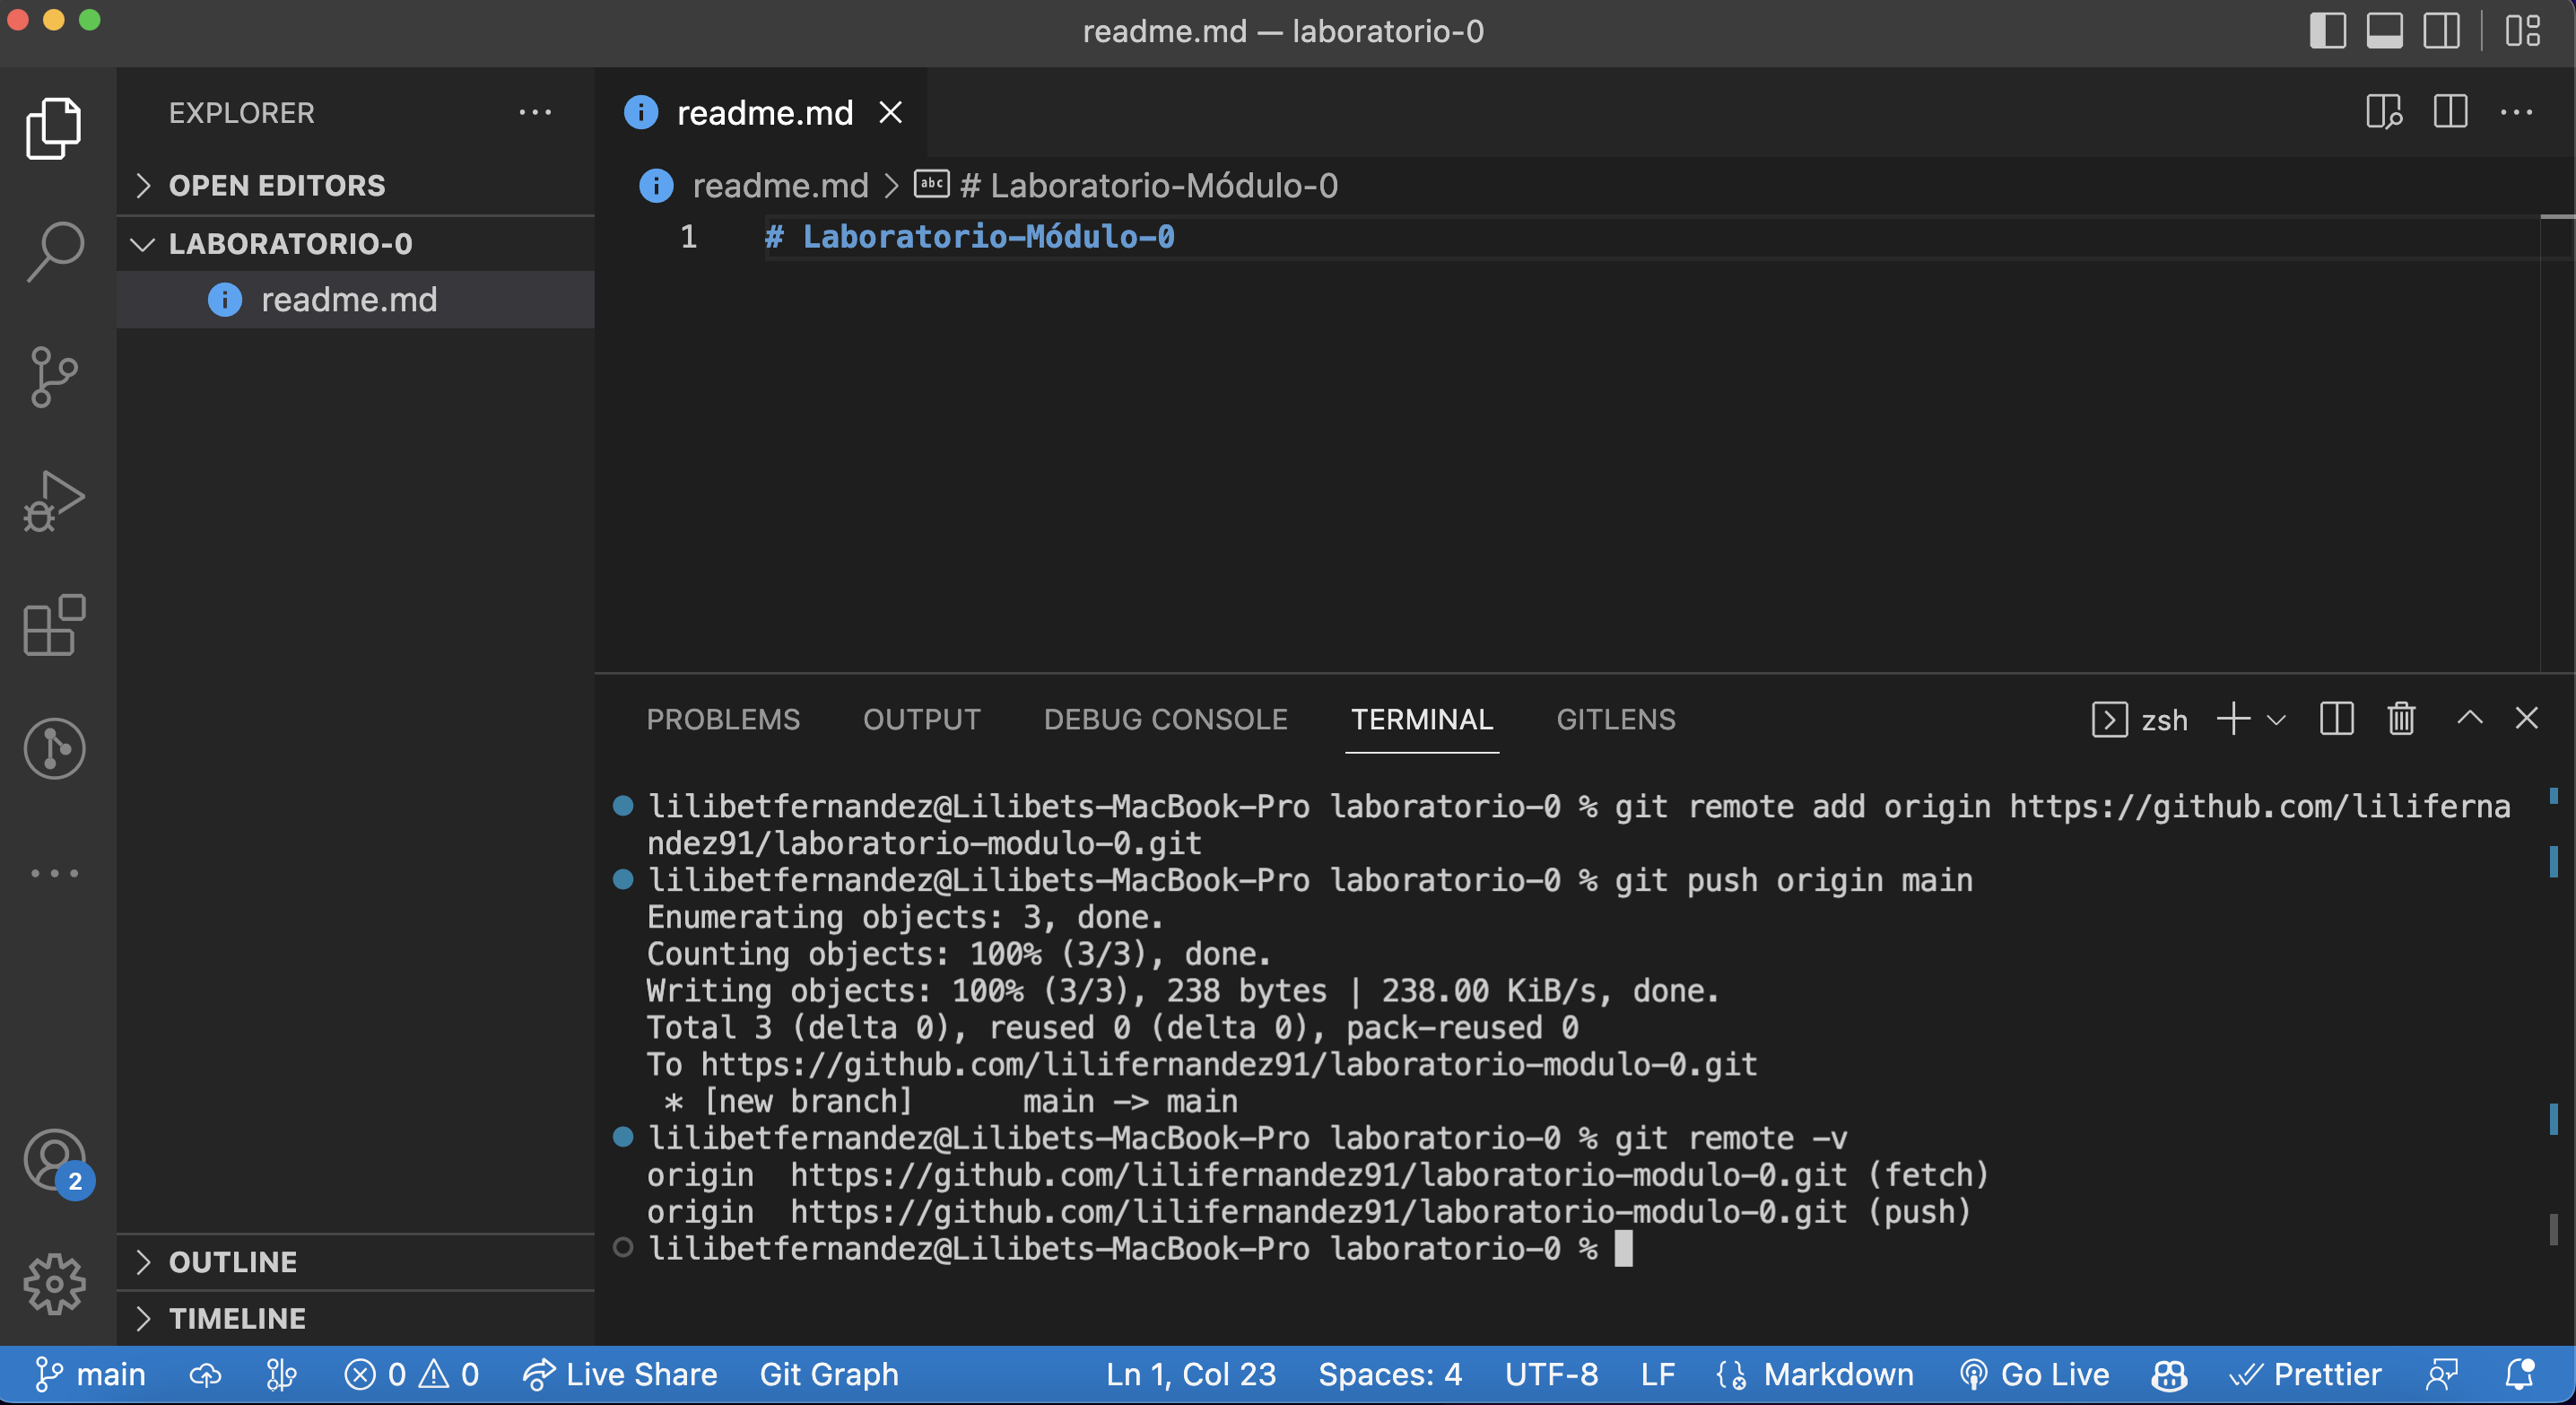 readme.md — laboratorio-0
EXPLORER
OPEN EDITORS
LABORATORIO-0
readme.md
readme.md
readme.md > # Laboratorio-Módulo-0
1 # Laboratorio-Módulo-0
PROBLEMS OUTPUT DEBUG CONSOLE TERMINAL GITLENS zsh
lilibetfernandez@Lilibets-MacBook-Pro laboratorio-0 % git remote add origin https://github.com/liliferna
ndez91/laboratorio-modulo-0.git
lilibetfernandez@Lilibets-MacBook-Pro laboratorio-0 % git push origin main
Enumerating objects: 3, done.
Counting objects: 100% (3/3), done.
Writing objects: 100% (3/3), 238 bytes | 238.00 KiB/s, done.
Total 3 (delta 0), reused 0 (delta 0), pack-reused 0
To https://github.com/lilifernandez91/laboratorio-modulo-0.git
* [new branch] main -> main
lilibetfernandez@Lilibets-MacBook-Pro laboratorio-0 % git remote -v
origin https://github.com/lilifernandez91/laboratorio-modulo-0.git (fetch)
origin https://github.com/lilifernandez91/laboratorio-modulo-0.git (push)
lilibetfernandez@Lilibets-MacBook-Pro laboratorio-0 %
2
OUTLINE
TIMELINE
main 0 0 Live Share Git Graph Ln 1, Col 23 Spaces: 4 UTF-8 LF Markdown Go Live Prettier